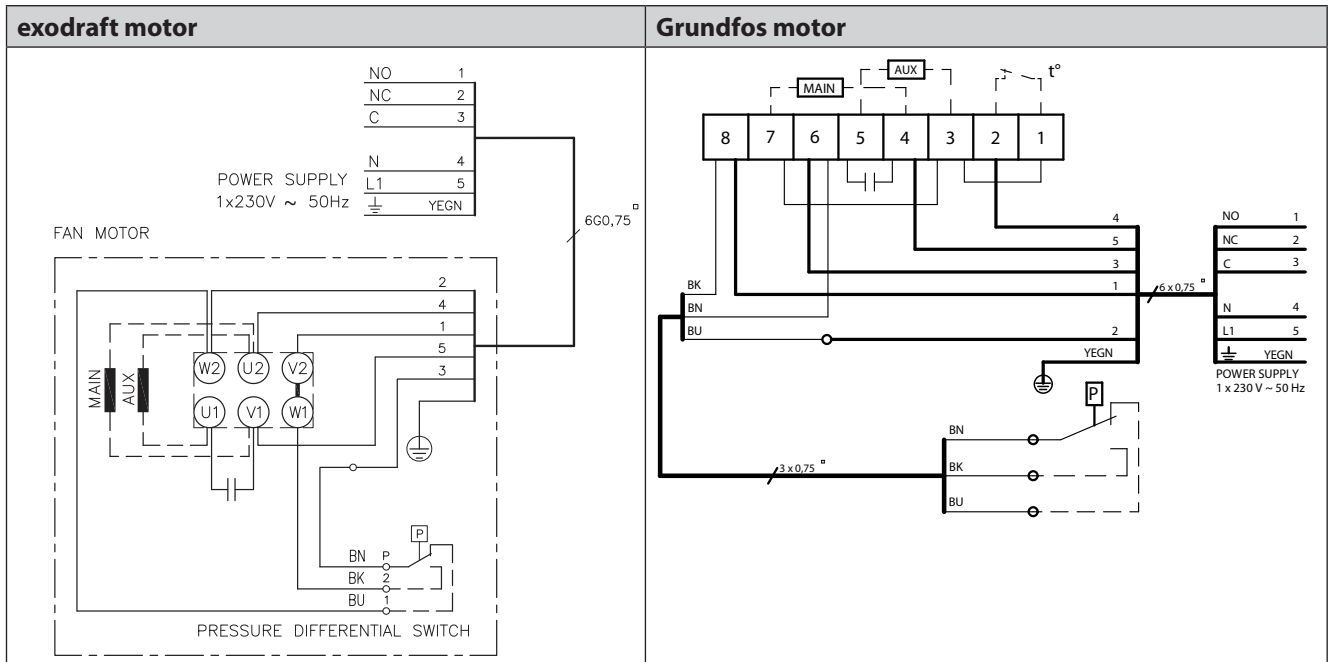 exodraft motor
NO 1
NC 2
C 3
N 4
POWER SUPPLY L1 5
1x230V ~ 50Hz YEGN
6G0,75
FAN MOTOR
2
4
1
5
3
W2 U2 V2
MAIN AUX
U1 V1 W1
P
BN P
BK 2
BU 1
PRESSURE DIFFERENTIAL SWITCH
Grundfos motor
AUX t°
MAIN
8 7 6 5 4 3 2 1
4
5
3
1
2
YEGN
BK
BN
BU
6 x 0,75
NO 1
NC 2
C 3
N 4
L1 5
YEGN
POWER SUPPLY
1 x 230 V ~ 50 Hz
P
BN
BK
BU
3 x 0,75